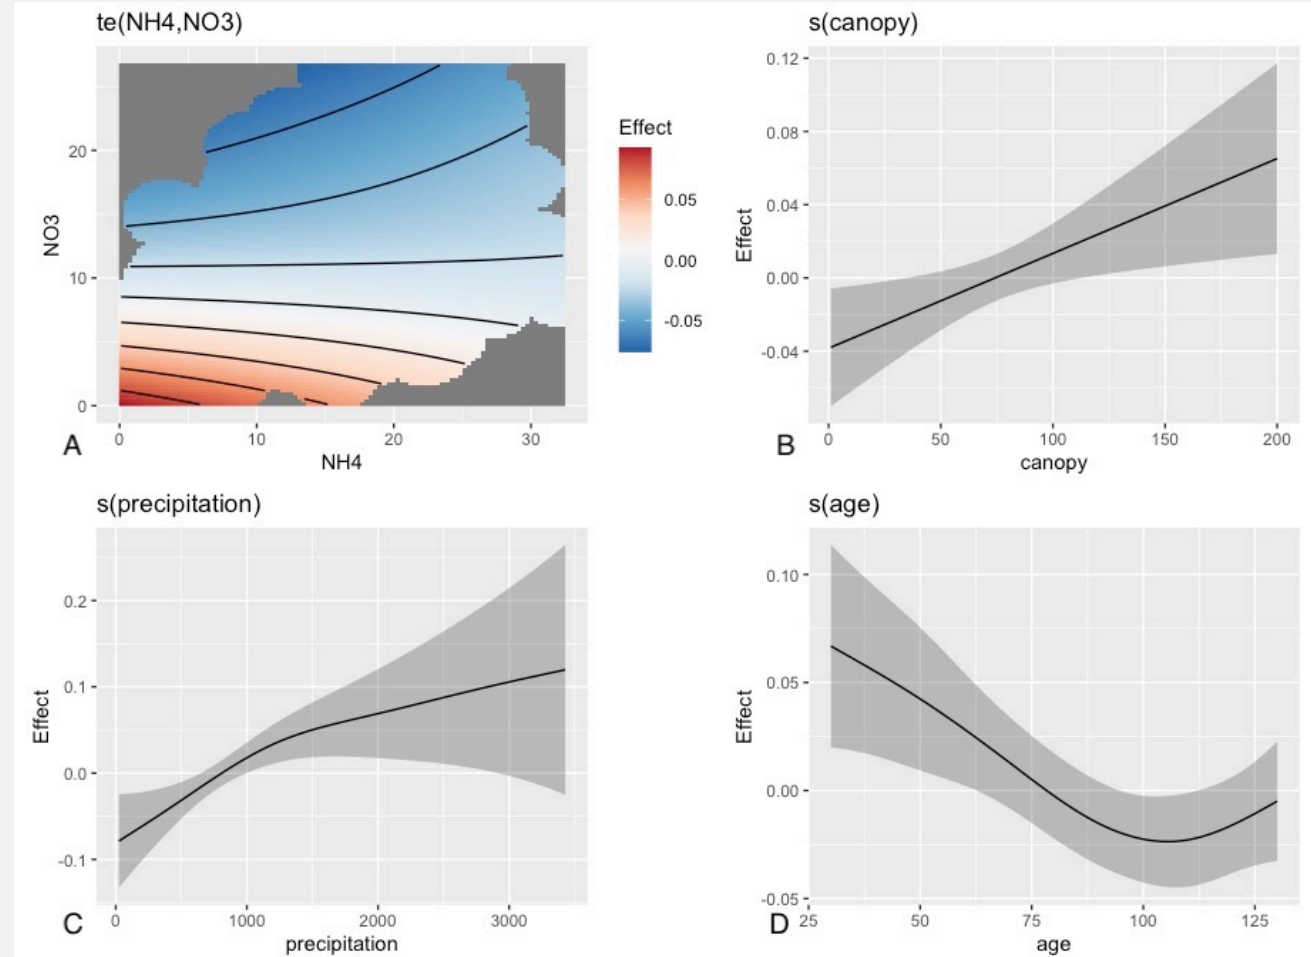 te(NH4,NO3)
20
10
0
NO3
0
10
20
30
NH4
A
Effect
0.05
0.00
-0.05
s(canopy)
0.12
0.08
0.04
0.00
-0.04
Effect
0
50
100
150
200
canopy
B
s(precipitation)
0.2
0.1
0.0
-0.1
Effect
0
1000
2000
3000
precipitation
C
s(age)
0.10
0.05
0.00
-0.05
Effect
25
50
75
100
125
age
D